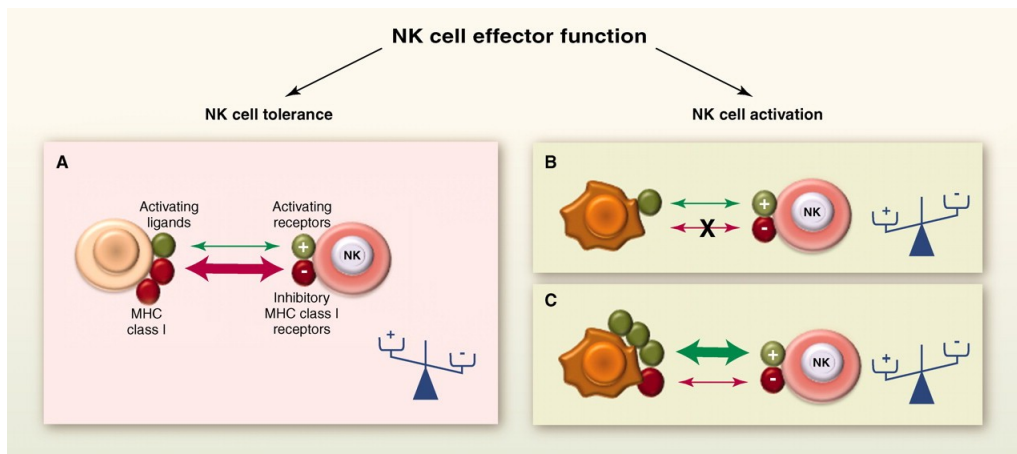 NK cell effector function
NK cell tolerance
NK cell activation
A
Activating
ligands
Activating
receptors
+
-
NK
MHC
class I
Inhibitory
MHC class I
receptors
+
-
B
X
+
-
NK
+
-
C
+
-
NK
+
-